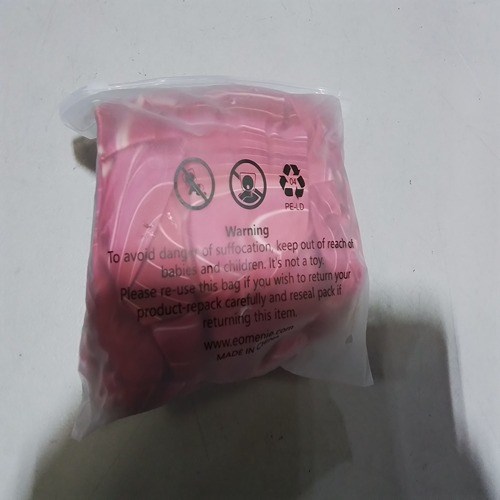 04
PE-LD
Warning
To avoid danger of suffocation, keep out of reach of
babies and children. It's not a toy.
Please re-use this bag if you wish to return your
product-repack carefully and reseal pack if
returning this item.
MADE IN